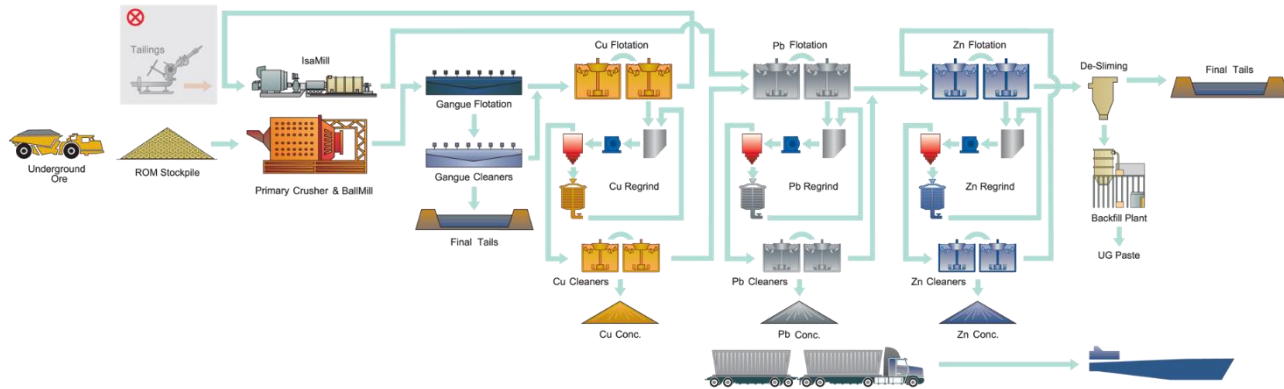 Tailings
IsaMill
Cu Flotation
Pb Flotation
Zn Flotation
De-Sliming
Final Tails
Gangue Flotation
Underground
Ore
ROM Stockpile
Primary Crusher & BallMill
Gangue Cleaners
Cu Regrind
Pb Regrind
Zn Regrind
Backfill Plant
Final Tails
UG Paste
Cu Cleaners
Pb Cleaners
Zn Cleaners
Cu Conc.
Pb Conc.
Zn Conc.